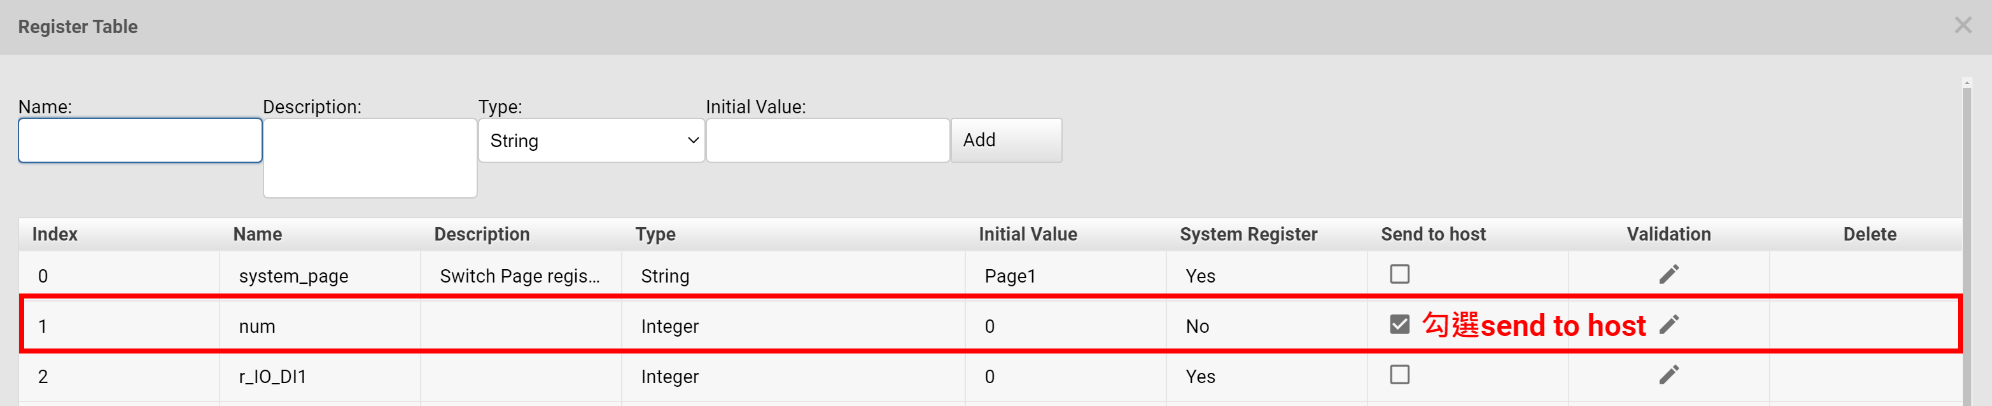 Register Table
Name: Description: Type: Initial Value:
String Add
Index Name Description Type Initial Value System Register Send to host Validation Delete
0 system_page Switch Page regis... String Page1 Yes
1 num Integer 0 No 勾選send to host
2 r_IO_DI1 Integer 0 Yes